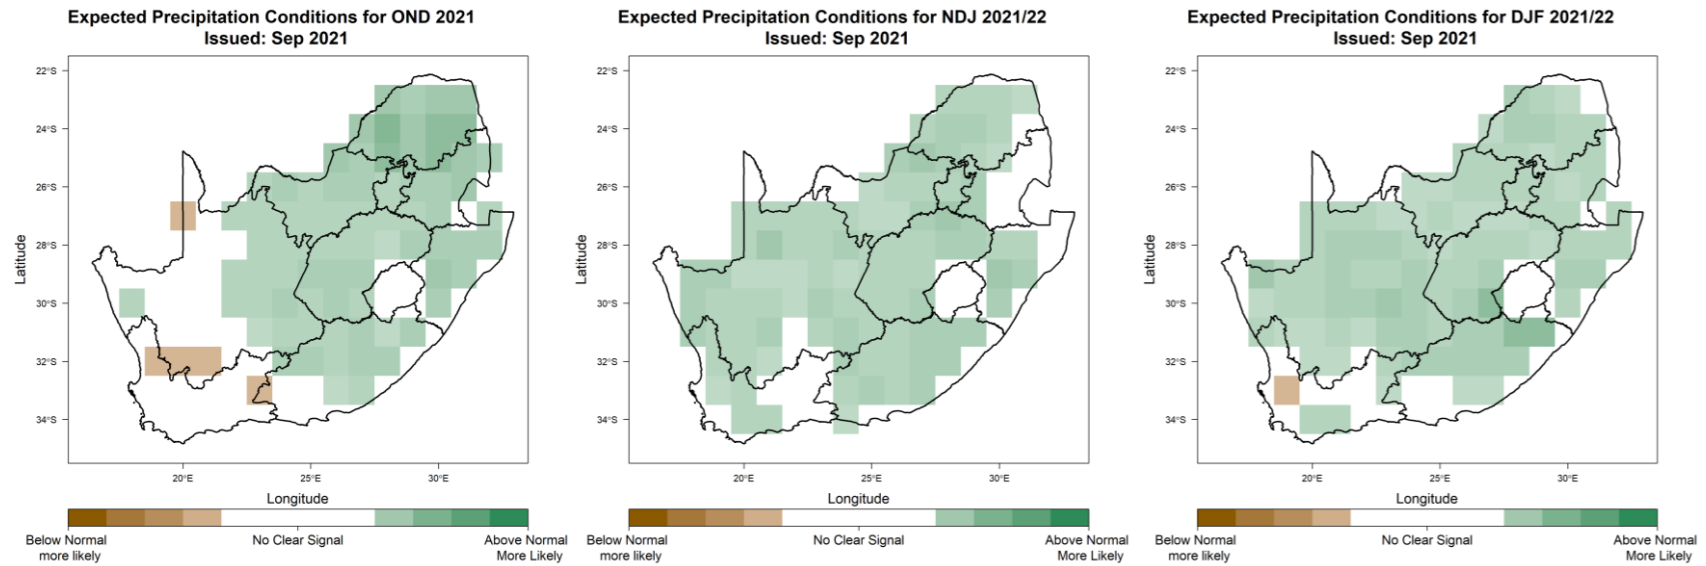 Expected Precipitation Conditions for OND 2021
Issued: Sep 2021
22°S
24°S
26°S
28°S
30°S
32°S
34°S
Latitude
20°E
25°E
30°E
Longitude
Below Normal
more likely
No Clear Signal
Above Normal
More Likely
Expected Precipitation Conditions for NDJ 2021/22
Issued: Sep 2021
22°S
24°S
26°S
28°S
30°S
32°S
34°S
Latitude
20°E
25°E
30°E
Longitude
Below Normal
more likely
No Clear Signal
Above Normal
More Likely
Expected Precipitation Conditions for DJF 2021/22
Issued: Sep 2021
22°S
24°S
26°S
28°S
30°S
32°S
34°S
Latitude
20°E
25°E
30°E
Longitude
Below Normal
more likely
No Clear Signal
Above Normal
More Likely